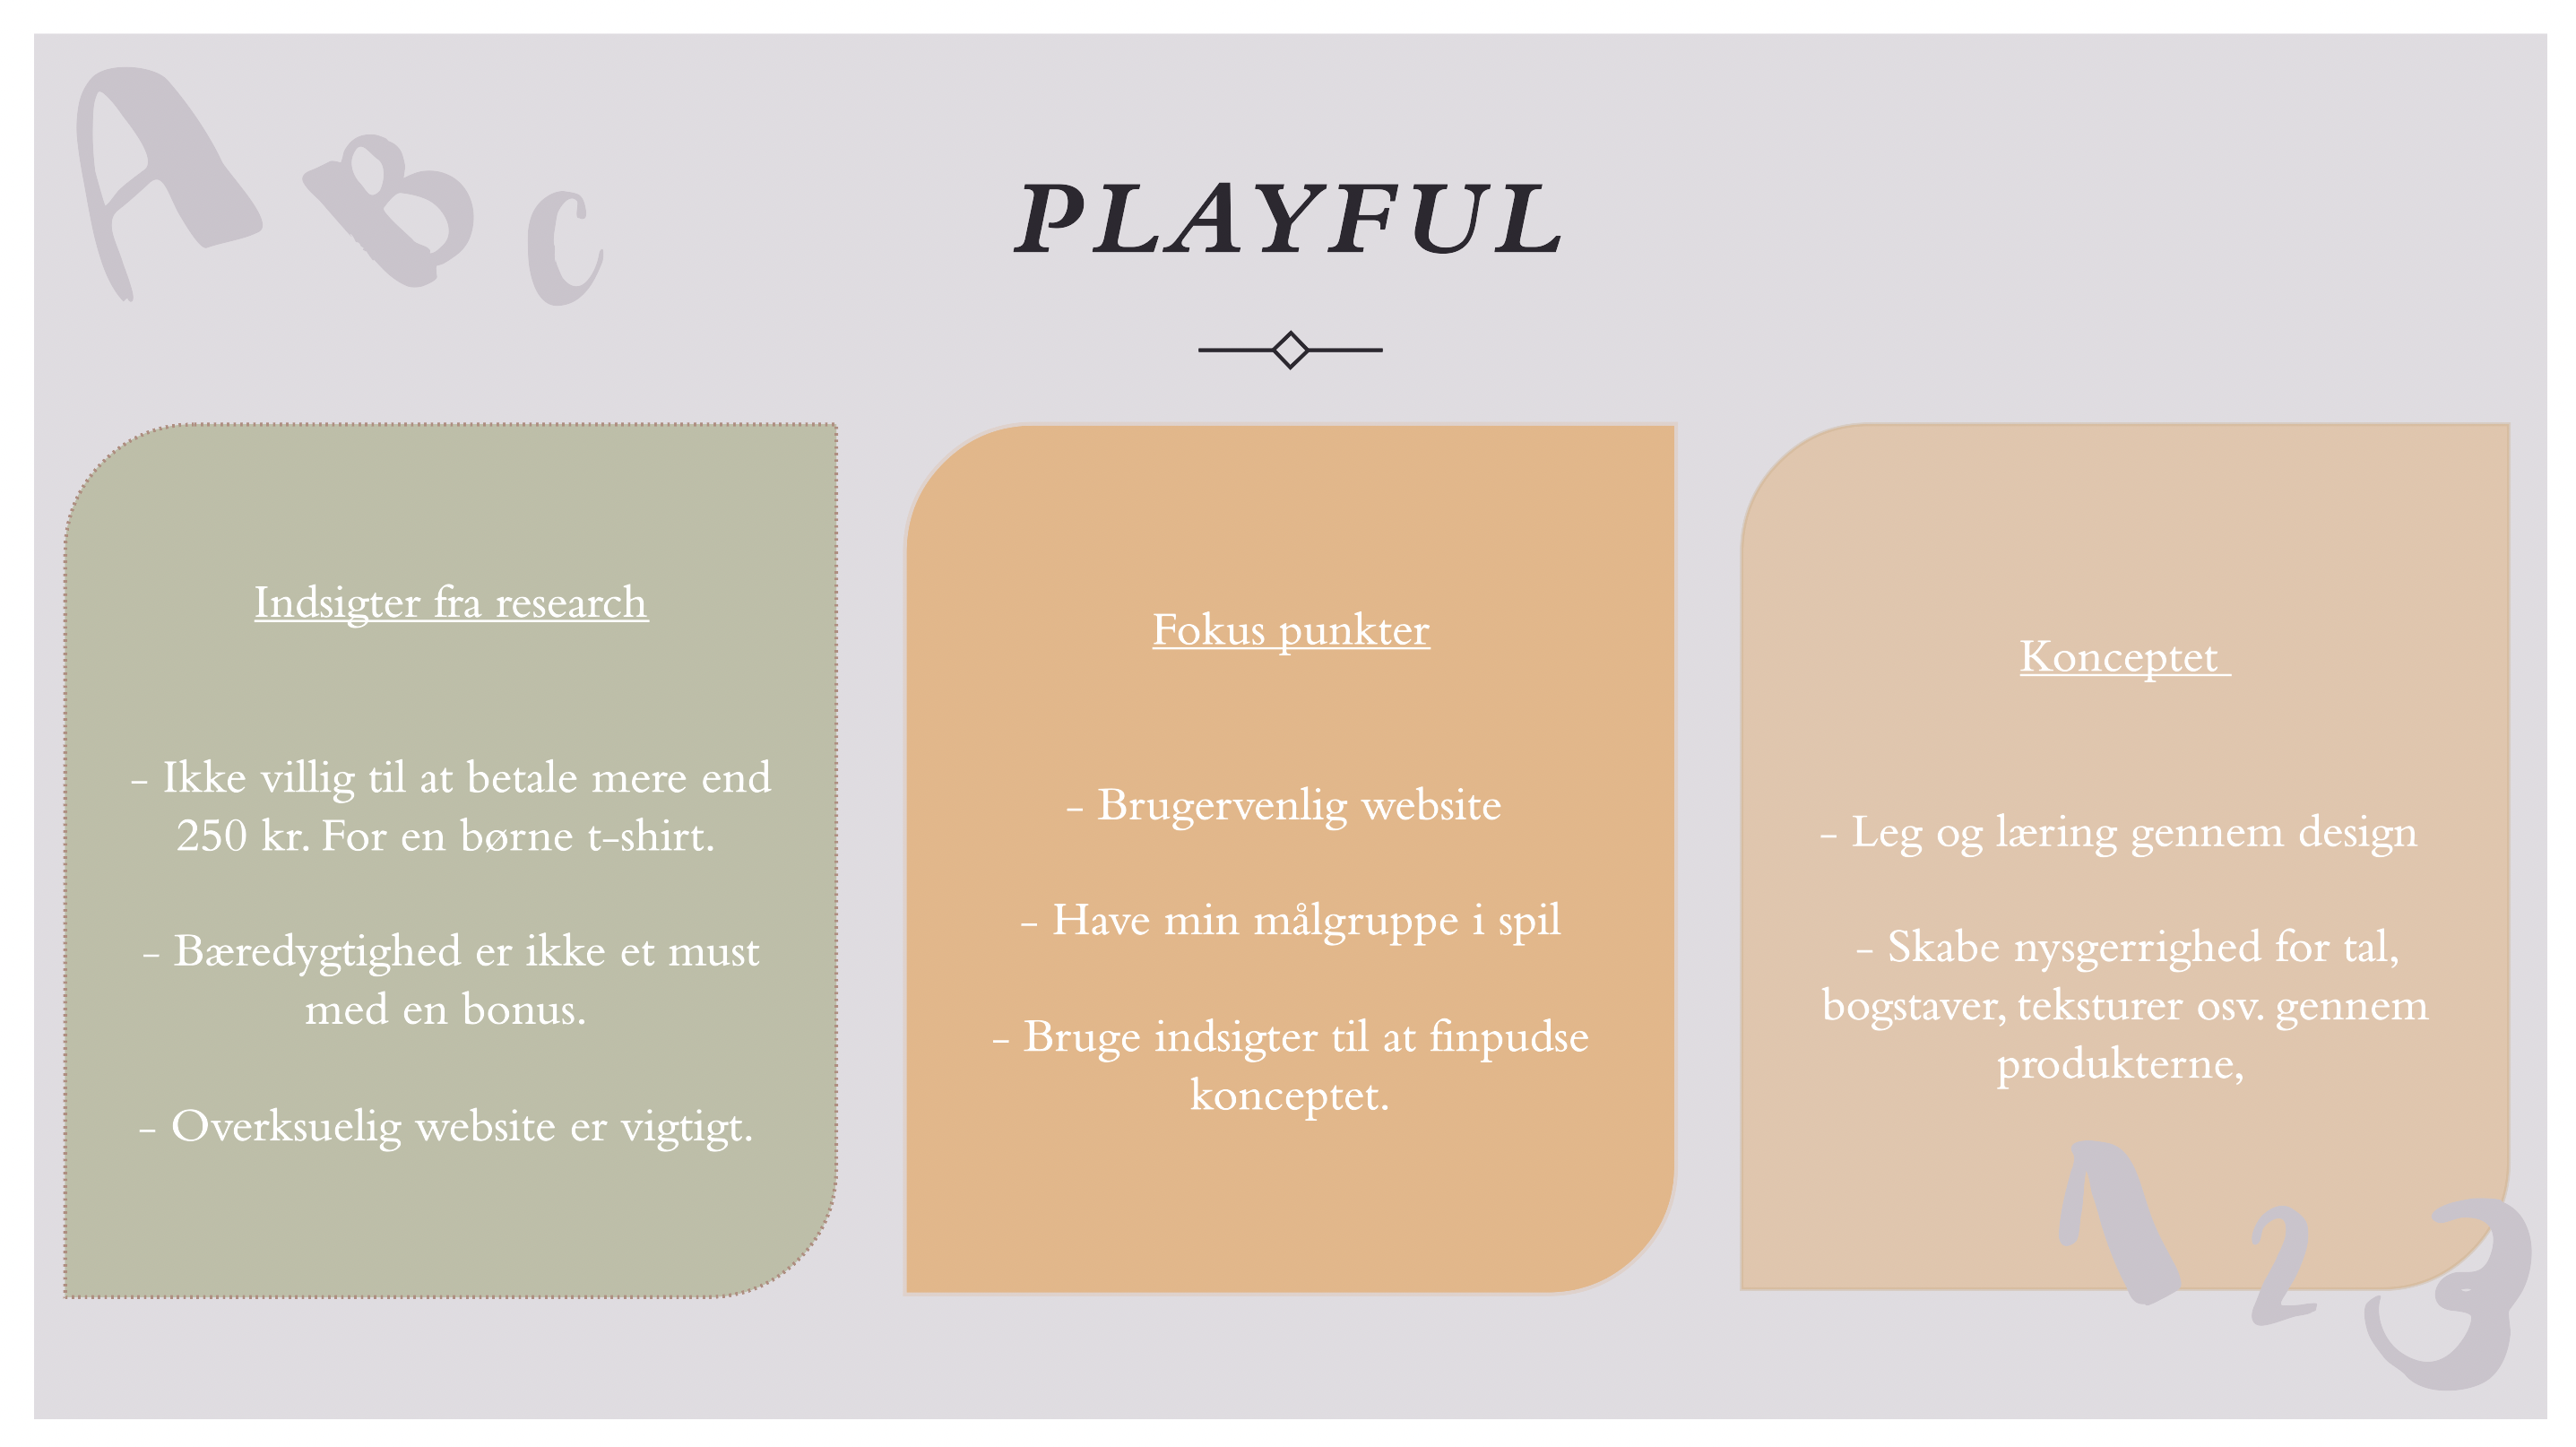 A B C
PLAYFUL
Indsigter fra research
- Ikke villig til at betale mere end
250 kr. For en børne t-shirt.
- Bæredygtighed er ikke et must
med en bonus.
- Overksuelig website er vigtigt.
Fokus punkter
- Brugervenlig website
- Have min målgruppe i spil
- Bruge indsigter til at finpudse
konceptet.
Konceptet
- Leg og læring gennem design
- Skabe nysgerrighed for tal,
bogstaver, teksturer osv. gennem
produkterne,
1 2 3